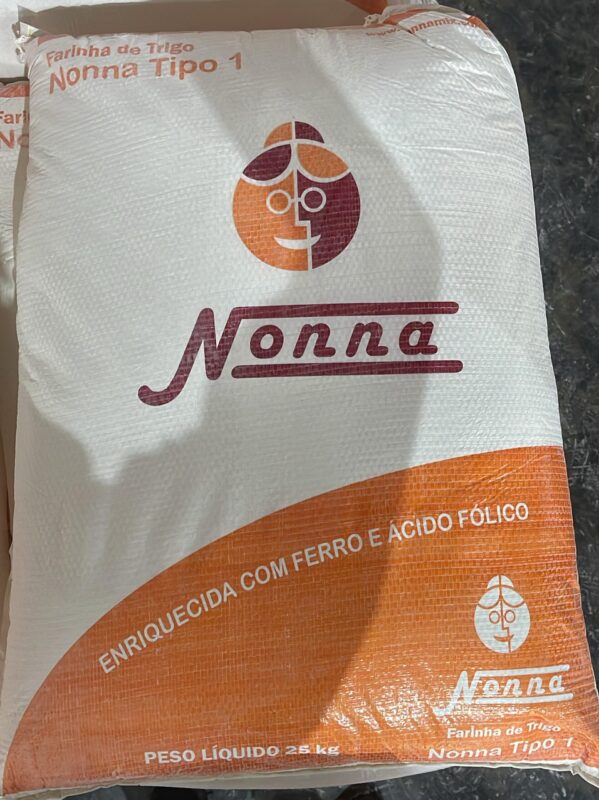 Farinha de Trigo
Nonna Tipo 1
Nonna
ENRIQUECIDA COM FERRO E ÁCIDO FÓLICO
Nonna
Farinha de Trigo
Nonna Tipo 1
PESO LÍQUIDO 25 kg